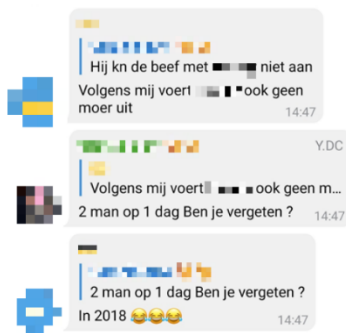 Hij kn de beef met niet aan
Volgens mij voert ook geen
moer uit
14:47
Y.DC
Volgens mij voert ook geen m...
2 man op 1 dag Ben je vergeten ?
14:47
2 man op 1 dag Ben je vergeten ?
In 2018 😂😂😂
14:47